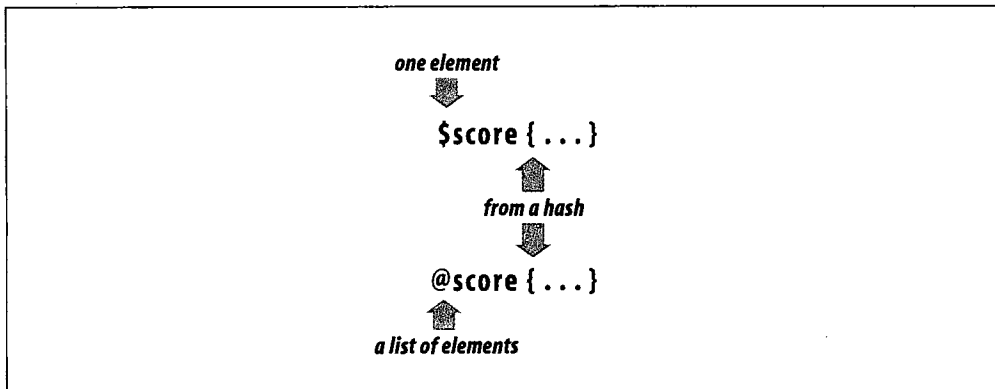 one element
$score{...}
from a hash
@score{...}
a list of elements